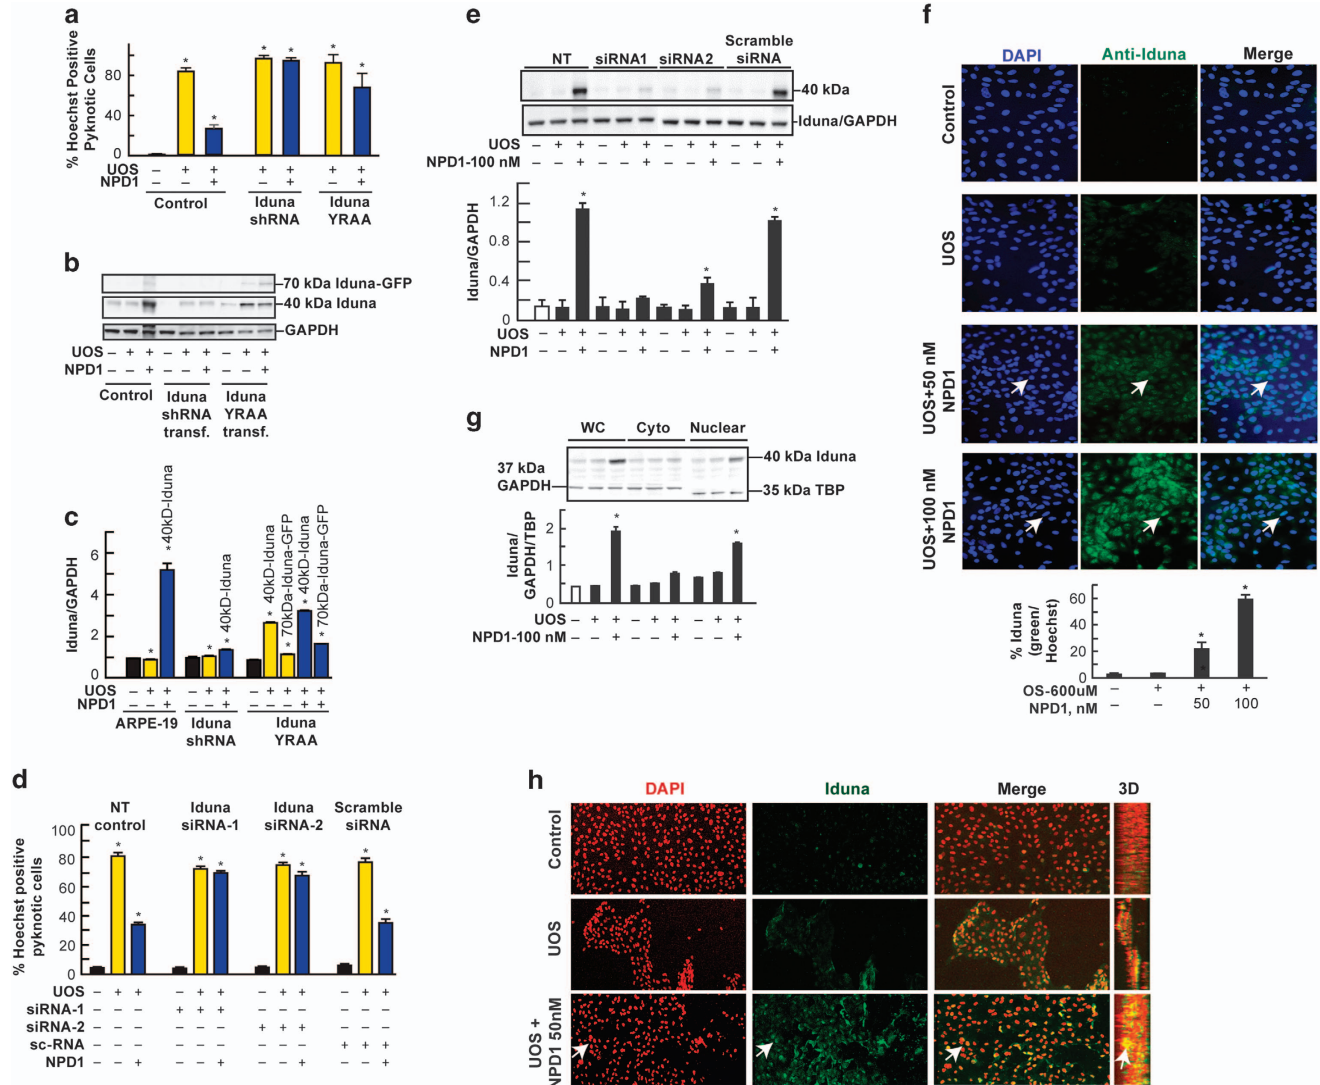 a
% Hoechst Positive
Pyknotic Cells
80
40
0
UOS – + + + + + +
NPD1 – – + – + – +
Control
Iduna
shRNA
Iduna
YRAA
b
70 kDa Iduna-GFP
40 kDa Iduna
GAPDH
UOS – + + – + + – + +
NPD1 – – + – – + – – +
Control
Iduna
shRNA
transf.
Iduna
YRAA
transf.
c
Iduna/GAPDH
6
4
2
0
* 40kD-Iduna
*
*
* 40kD-Iduna
* 40kD-Iduna
* 70kDa-Iduna-GFP
* 40kD-Iduna
* 70kDa-Iduna-GFP
UOS – + + – + + – + + + +
NPD1 – – + – – + – – – + +
ARPE-19
Iduna
shRNA
Iduna
YRAA
d
NT
control
Iduna
siRNA-1
Iduna
siRNA-2
Scramble
siRNA
% Hoechst positive
pyknotic cells
100
80
60
40
20
0
UOS – + + – + + – + + – + +
siRNA-1 – – – + + + – – – – – –
siRNA-2 – – – – – – + + + – – –
sc-RNA – – – – – – – – – + + +
NPD1 – – + – – + – – + – – +
e
NT
siRNA1
siRNA2
Scramble
siRNA
40 kDa
Iduna/GAPDH
UOS – + + – + + – + + – + +
NPD1-100 nM – – + – – + – – + – – +
Iduna/GAPDH
1.2
0.8
0.4
0
UOS – + + – + + – + + – + +
NPD1 – – + – – + – – + – – +
g
WC
Cyto
Nuclear
40 kDa Iduna
37 kDa
GAPDH
35 kDa TBP
Iduna/
GAPDH/TBP
2
1
0
UOS – + + – + + – + +
NPD1-100 nM – – + – – + – – +
f
DAPI
Anti-Iduna
Merge
Control
UOS
UOS+50 nM
NPD1
UOS+100 nM
NPD1
% Iduna
(green/
Hoechst)
60
40
20
0
OS-600uM – + + +
NPD1, nM – – 50 100
h
DAPI
Iduna
Merge
3D
Control
UOS
UOS +
NPD1 50nM